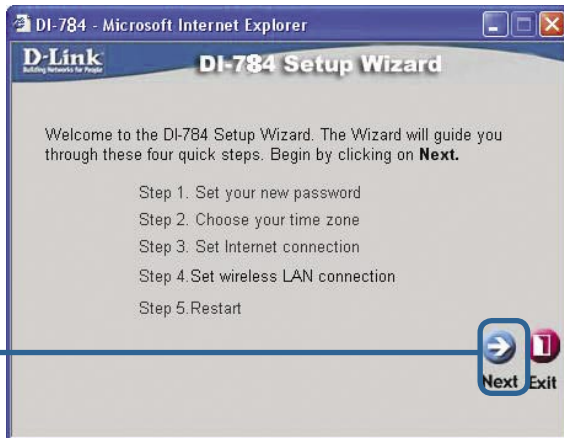 DI-784 - Microsoft Internet Explorer
D-Link
Building Networks for People
DI-784 Setup Wizard
Welcome to the DI-784 Setup Wizard. The Wizard will guide you
through these four quick steps. Begin by clicking on Next.
Step 1. Set your new password
Step 2. Choose your time zone
Step 3. Set Internet connection
Step 4.Set wireless LAN connection
Step 5.Restart
Next Exit